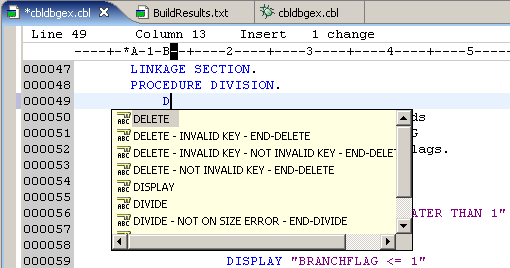 *cbldbgex.cbl BuildResults.txt cbldbgex.cbl
Line 49 Column 13 Insert 1 change
-----+-*A-1-B--+----2----+----3----+----4----+----5-----
000047 LINKAGE SECTION.
000048 PROCEDURE DIVISION.
000049 D
000050 ds
000051 G
000052 lags.
000053
000054
000055
000056 ATER THAN 1"
000057
000058
000059 DISPLAY "BRANCHFLAG <= 1"
DELETE
DELETE - INVALID KEY - END-DELETE
DELETE - INVALID KEY - NOT INVALID KEY - END-DELET
DELETE - NOT INVALID KEY - END-DELETE
DISPLAY
DIVIDE
DIVIDE - NOT ON SIZE ERROR - END-DIVIDE